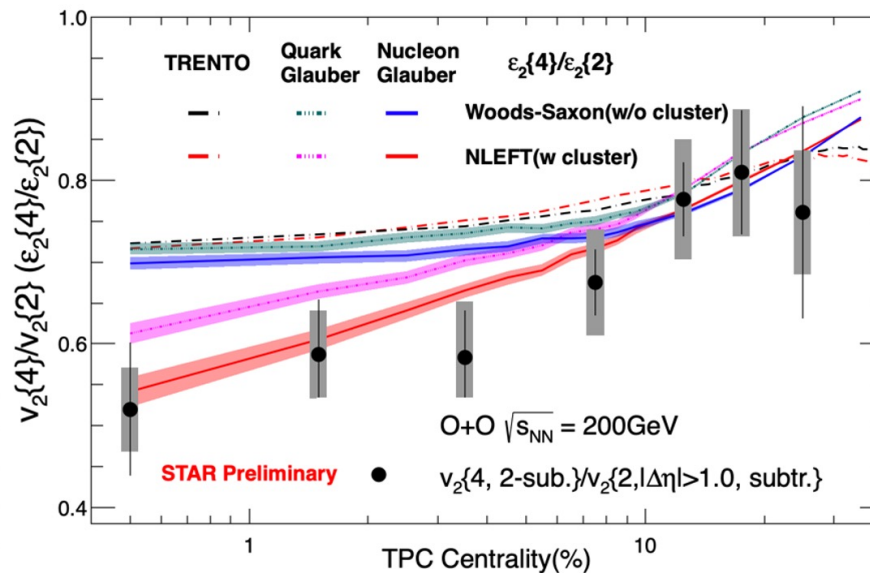 1.0
0.8
0.6
0.4
v₂{4}/v₂{2} (ε₂{4}/ε₂{2})
TRENTO Quark Glauber Nucleon Glauber ε₂{4}/ε₂{2}
Woods-Saxon(w/o cluster)
NLEFT(w cluster)
O+O √s_NN = 200GeV
STAR Preliminary v₂{4, 2-sub.}/v₂{2,|Δη|>1.0, subtr.}
1 10
TPC Centrality(%)